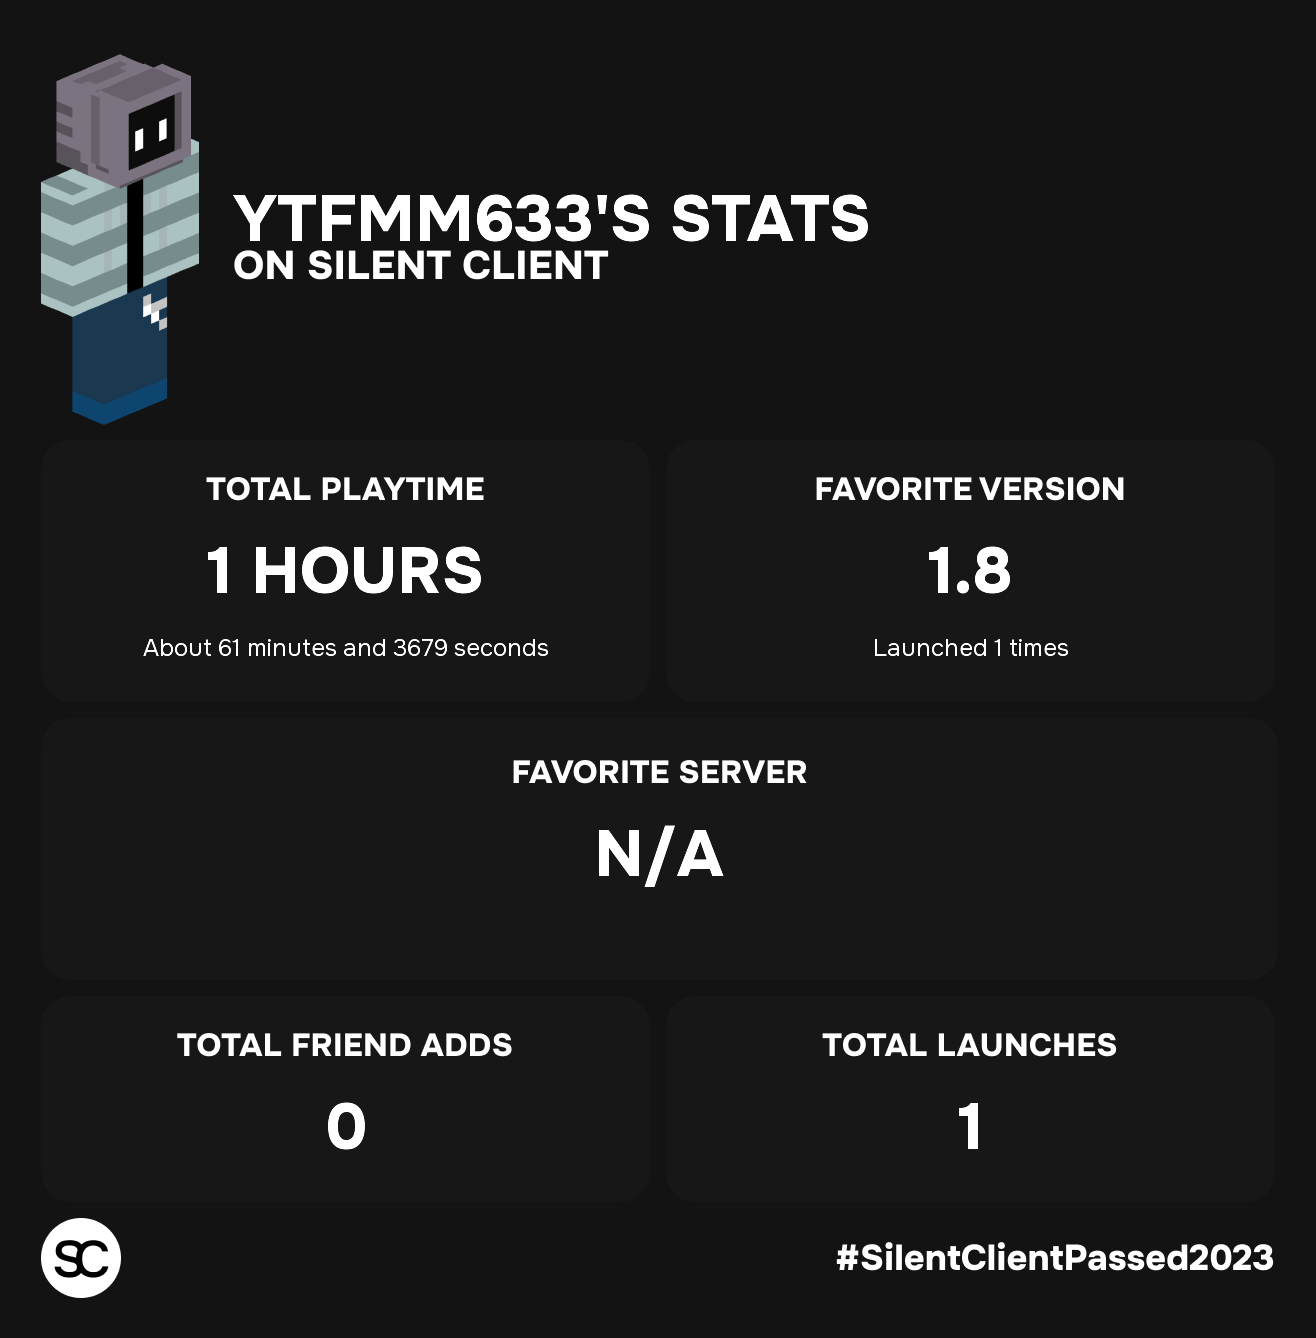 YTFMM633'S STATS
ON SILENT CLIENT
TOTAL PLAYTIME
1 HOURS
About 61 minutes and 3679 seconds
FAVORITE VERSION
1.8
Launched 1 times
FAVORITE SERVER
N/A
TOTAL FRIEND ADDS
0
TOTAL LAUNCHES
1
SC
#SilentClientPassed2023